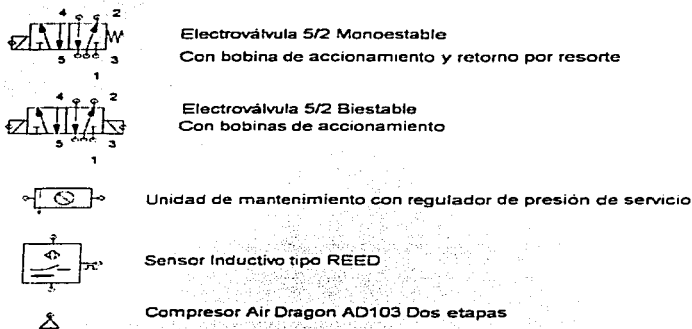 4 2
Electroválvula 5/2 Monoestable
Con bobina de accionamiento y retorno por resorte
5 3
1
4 2
Electroválvula 5/2 Biestable
Con bobinas de accionamiento
5 3
1
Unidad de mantenimiento con regulador de presión de servicio
Sensor Inductivo tipo REED
Compresor Air Dragon AD103 Dos etapas